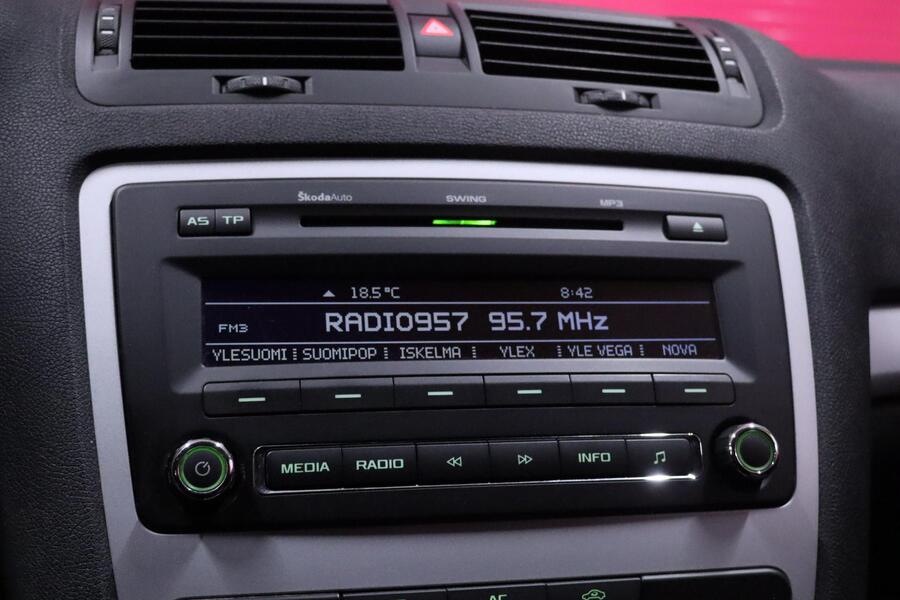 ŠkodaAuto SWING MP3
AS TP
18.5°C 8:42
FM3 RADIO957 95.7 MHz
YLESUOMI SUOMIPOP ISKELMA YLEX YLE VEGA NOVA
MEDIA RADIO INFO
AF